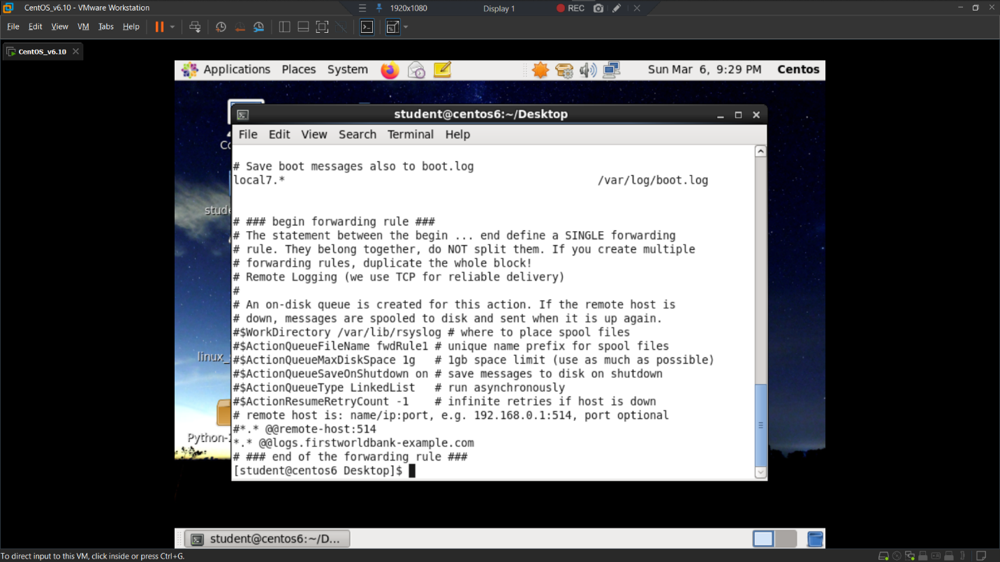 CentOS_v6.10 - VMware Workstation
1920x1080
Display 1
REC
File Edit View VM Tabs Help
CentOS_v6.10
Applications Places System
Sun Mar 6, 9:29 PM Centos
student@centos6:~/Desktop
File Edit View Search Terminal Help
# Save boot messages also to boot.log
local7.* /var/log/boot.log
# ### begin forwarding rule ###
# The statement between the begin ... end define a SINGLE forwarding
# rule. They belong together, do NOT split them. If you create multiple
# forwarding rules, duplicate the whole block!
# Remote Logging (we use TCP for reliable delivery)
#
# An on-disk queue is created for this action. If the remote host is
# down, messages are spooled to disk and sent when it is up again.
#$WorkDirectory /var/lib/rsyslog # where to place spool files
#$ActionQueueFileName fwdRule1 # unique name prefix for spool files
#$ActionQueueMaxDiskSpace 1g # 1gb space limit (use as much as possible)
#$ActionQueueSaveOnShutdown on # save messages to disk on shutdown
#$ActionQueueType LinkedList # run asynchronously
#$ActionResumeRetryCount -1 # infinite retries if host is down
# remote host is: name/ip:port, e.g. 192.168.0.1:514, port optional
#*.* @@remote-host:514
*.* @@logs.firstworldbank-example.com
# ### end of the forwarding rule ###
[student@centos6 Desktop]$
stude
linux_
Python-
student@centos6:~/D...
To direct input to this VM, click inside or press Ctrl+G.